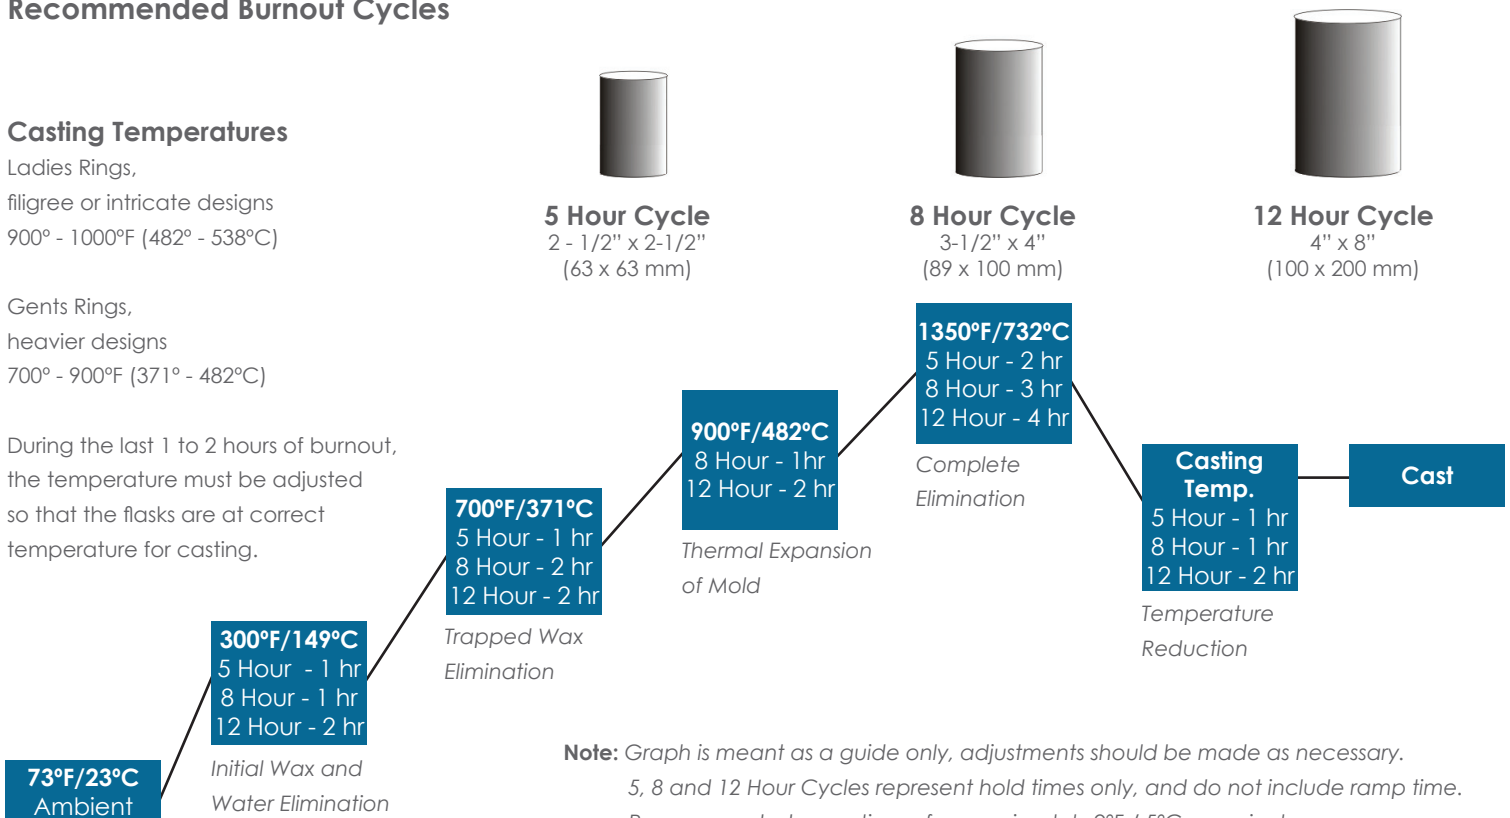 Recommended Burnout Cycles
Casting Temperatures
Ladies Rings,
filigree or intricate designs
900° - 1000°F (482° - 538°C)
Gents Rings,
heavier designs
700° - 900°F (371° - 482°C)
During the last 1 to 2 hours of burnout,
the temperature must be adjusted
so that the flasks are at correct
temperature for casting.
5 Hour Cycle
2 - 1/2” x 2-1/2”
(63 x 63 mm)
8 Hour Cycle
3-1/2” x 4”
(89 x 100 mm)
12 Hour Cycle
4” x 8”
(100 x 200 mm)
73°F/23°C
Ambient
300°F/149°C
5 Hour - 1 hr
8 Hour - 1 hr
12 Hour - 2 hr
Initial Wax and
Water Elimination
700°F/371°C
5 Hour - 1 hr
8 Hour - 2 hr
12 Hour - 2 hr
Trapped Wax
Elimination
900°F/482°C
8 Hour - 1hr
12 Hour - 2 hr
Thermal Expansion
of Mold
1350°F/732°C
5 Hour - 2 hr
8 Hour - 3 hr
12 Hour - 4 hr
Complete
Elimination
Casting
Temp.
5 Hour - 1 hr
8 Hour - 1 hr
12 Hour - 2 hr
Temperature
Reduction
Cast
Note: Graph is meant as a guide only, adjustments should be made as necessary.
5, 8 and 12 Hour Cycles represent hold times only, and do not include ramp time.